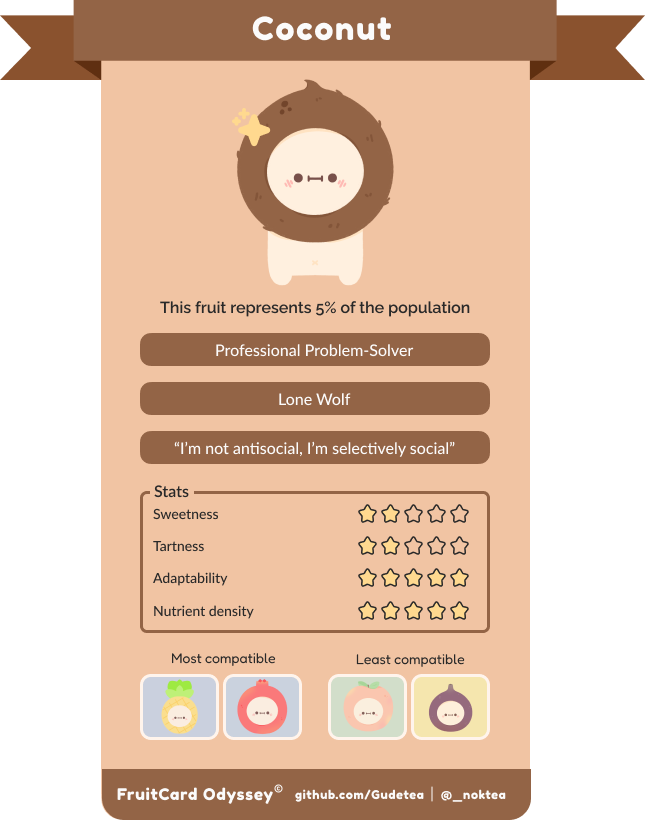 Coconut
This fruit represents 5% of the population
Professional Problem-Solver
Lone Wolf
“I’m not antisocial, I’m selectively social”
Stats
Sweetness
Tartness
Adaptability
Nutrient density
Most compatible
Least compatible
FruitCard Odyssey© github.com/Gudetea | @__noktea